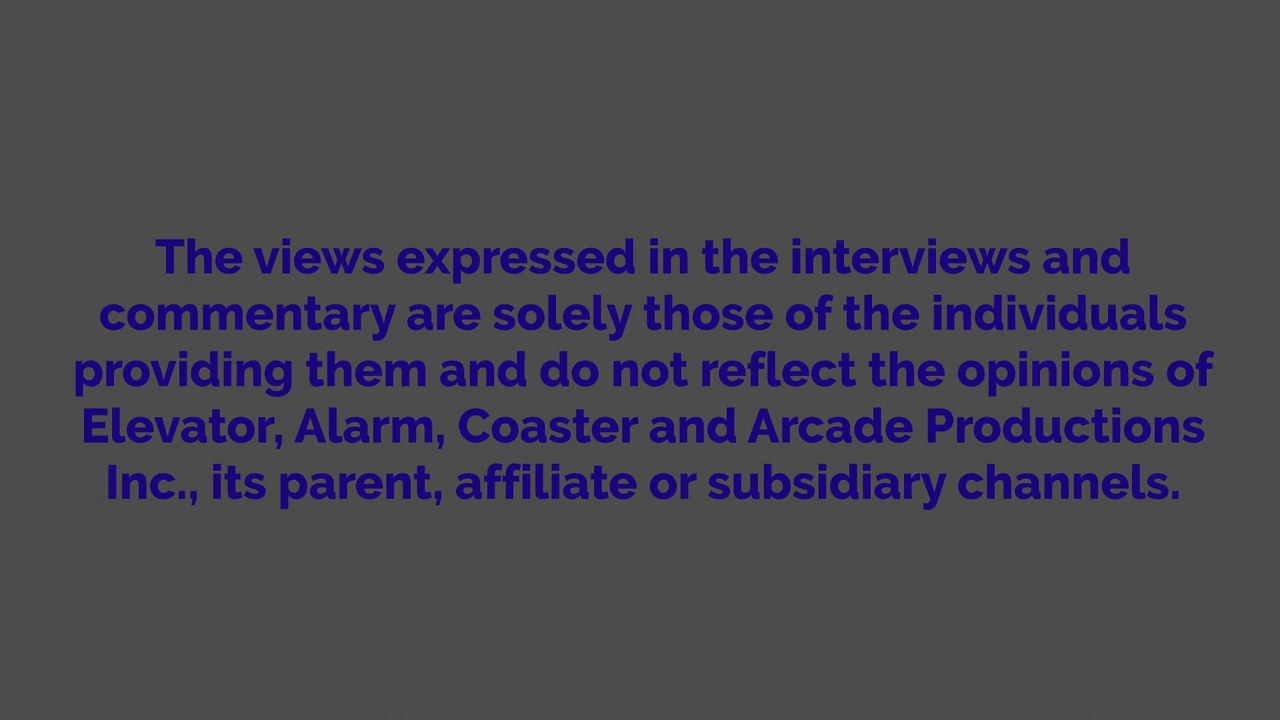 The views expressed in the interviews and
commentary are solely those of the individuals
providing them and do not reflect the opinions of
Elevator, Alarm, Coaster and Arcade Productions
Inc., its parent, affiliate or subsidiary channels.